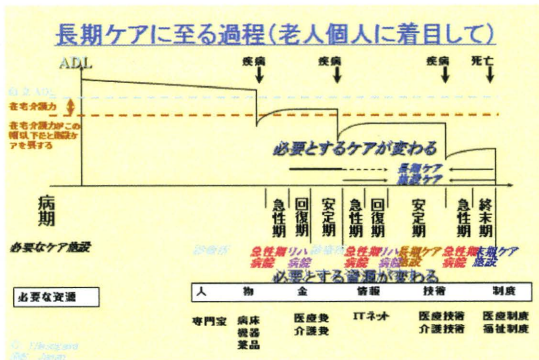 長期ケアに至る過程(老人個人に着目して)
ADL
疾病 疾病 疾病 死亡
在宅介護力
在宅介護力がこの
幅以下だと施設ケ
アを要する
必要とするケアが変わる
長期ケア
施設ケア
病期
急性期 回復期 安定期 急性期 回復期 安定期 急性期 終末期
必要なケア施設
診療所 急性期病院 リハ病院 診療所 急性期病院 リハ病院 長期ケア施設 急性期病院 末期ケア施設
必要とする資源が変わる
必要な資源
人 物 金 情報 技術 制度
専門家 病床 医療費 ITネット 医療技術 医療制度
機器 介護費 介護技術 福祉制度
薬品